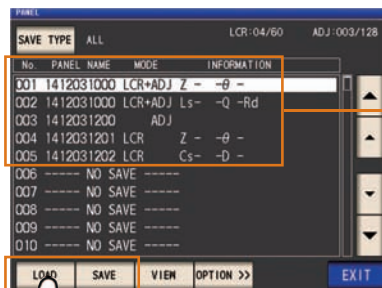 PANEL
SAVE TYPE ALL LCR:04/60 ADJ:003/128
No. PANEL NAME MODE INFORMATION
001 1412031000 LCR+ADJ Z - -θ -
002 1412031000 LCR+ADJ Ls- -Q -Rd
003 1412031200 ADJ
004 1412031201 LCR Z - -θ -
005 1412031202 LCR Cs- -D -
006 ----- NO SAVE -----
007 ----- NO SAVE -----
008 ----- NO SAVE -----
009 ----- NO SAVE -----
010 ----- NO SAVE -----
LOAD SAVE VIEW OPTION >> EXIT